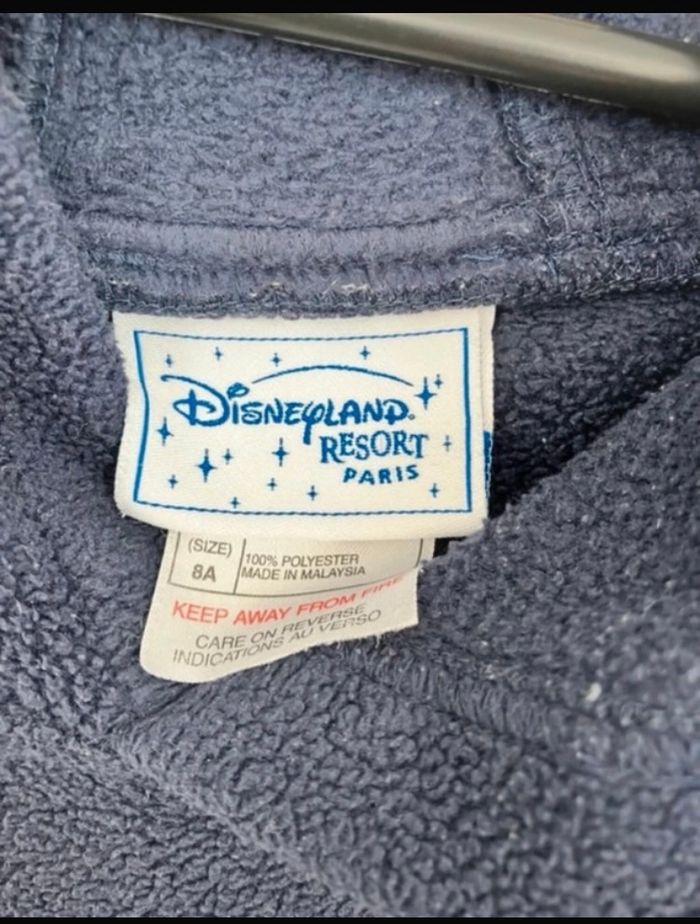 Disneyland
RESORT
PARIS
(SIZE)
8A
100% POLYESTER
MADE IN MALAYSIA
KEEP AWAY FROM FIRE
CARE ON REVERSE
INDICATIONS AU VERSO